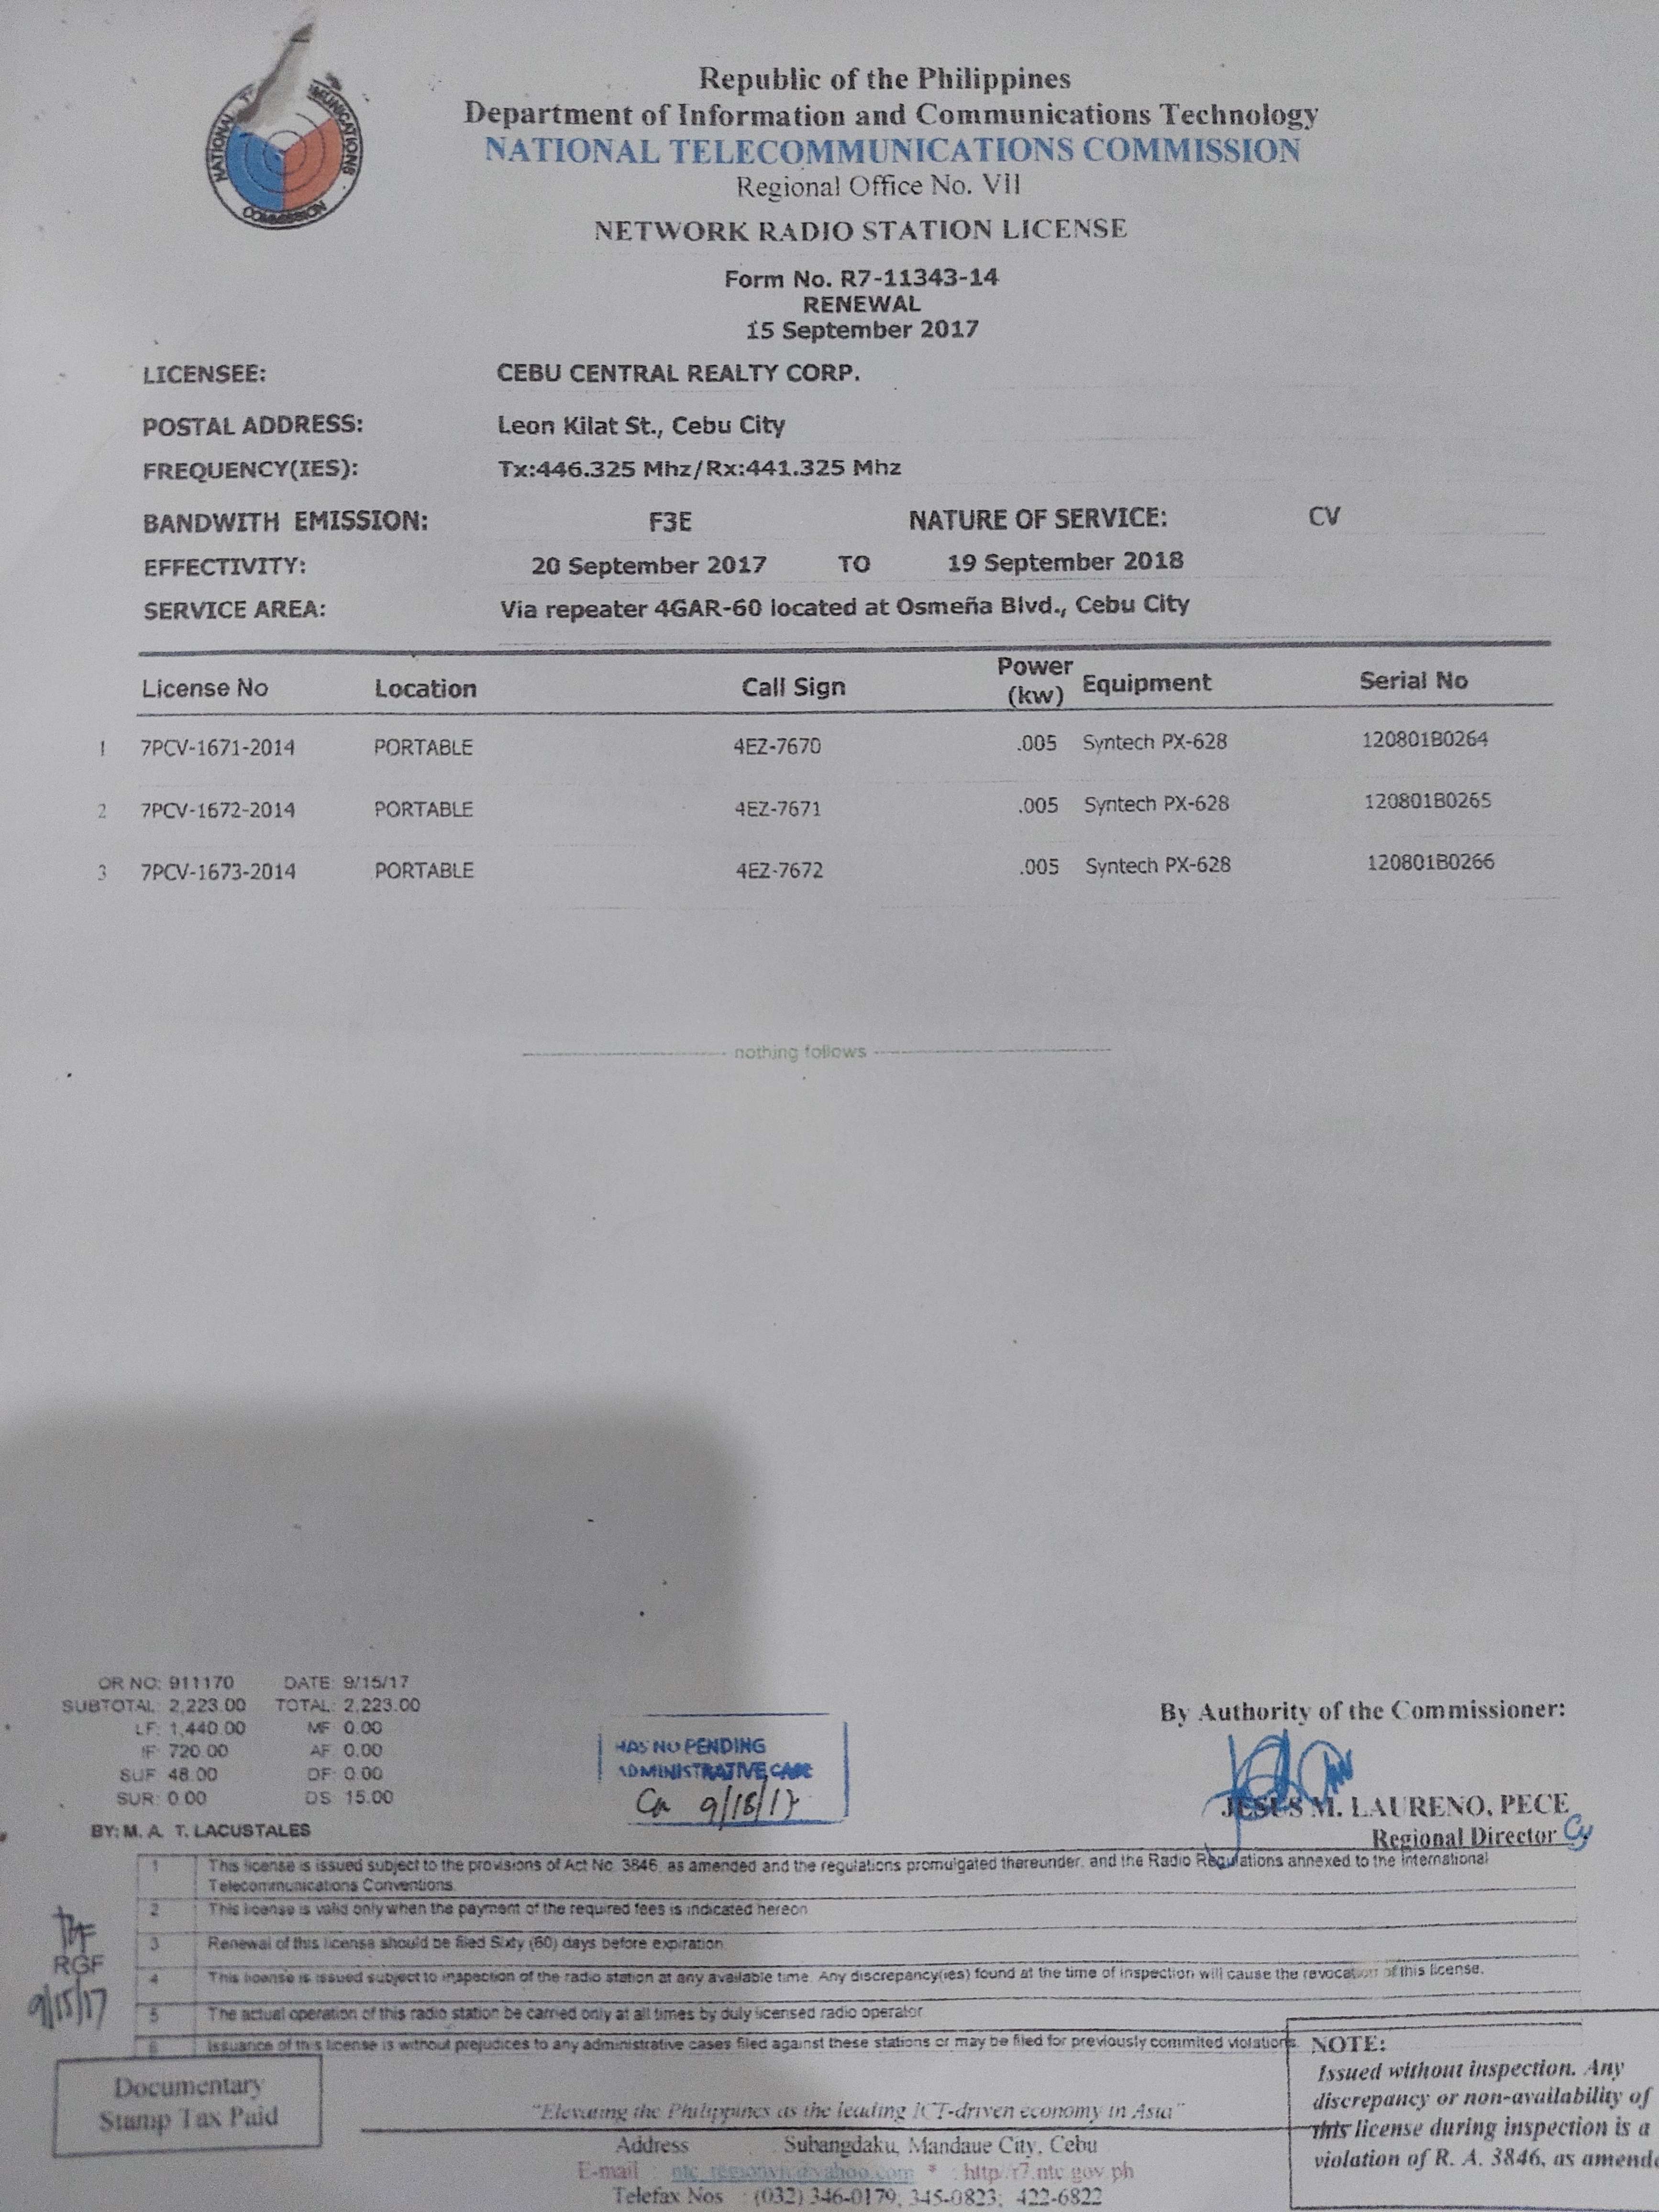 NATIONAL T MUNICATIONS COMMISSION
Republic of the Philippines
Department of Information and Communications Technology
NATIONAL TELECOMMUNICATIONS COMMISSION
Regional Office No. VII
NETWORK RADIO STATION LICENSE
Form No. R7-11343-14
RENEWAL
15 September 2017
LICENSEE: CEBU CENTRAL REALTY CORP.
POSTAL ADDRESS: Leon Kilat St., Cebu City
FREQUENCY(IES): Tx:446.325 Mhz/Rx:441.325 Mhz
BANDWITH EMISSION: F3E NATURE OF SERVICE: CV
EFFECTIVITY: 20 September 2017 TO 19 September 2018
SERVICE AREA: Via repeater 4GAR-60 located at Osmeña Blvd., Cebu City
License No Location Call Sign Power (kw) Equipment Serial No
1 7PCV-1671-2014 PORTABLE 4EZ-7670 .005 Syntech PX-628 120801B0264
2 7PCV-1672-2014 PORTABLE 4EZ-7671 .005 Syntech PX-628 120801B0265
3 7PCV-1673-2014 PORTABLE 4EZ-7672 .005 Syntech PX-628 120801B0266
nothing follows
OR NO: 911170 DATE: 9/15/17
SUBTOTAL: 2,223.00 TOTAL: 2,223.00
LF: 1,440.00 MF 0.00
IF 720.00 AF 0.00
SUF 48.00 DF: 0.00
SUR: 0.00 DS: 15.00
BY: M. A. T. LACUSTALES
HAS NO PENDING
ADMINISTRATIVE CASE
9/18/17
By Authority of the Commissioner:
JESUS M. LAURENO, PECE
Regional Director
1 This license is issued subject to the provisions of Act No. 3846, as amended and the regulations promulgated thereunder, and the Radio Regulations annexed to the International
Telecommunications Conventions.
2 This license is valid only when the payment of the required fees is indicated hereon
3 Renewal of this license should be filed Sixty (60) days before expiration.
4 This license is issued subject to inspection of the radio station at any available time. Any discrepancy(ies) found at the time of inspection will cause the revocation of this license.
5 The actual operation of this radio station be carried only at all times by duly licensed radio operator
6 Issuance of this license is without prejudices to any administrative cases filed against these stations or may be filed for previously commited violations.
RGF
9/15/17
Documentary
Stamp Tax Paid
NOTE:
Issued without inspection. Any
discrepancy or non-availability of
this license during inspection is a
violation of R. A. 3846, as amende
"Elevating the Philippines as the leading ICT-driven economy in Asia"
Address Subangdaku, Mandaue City, Cebu
E-mail : ntc_regionvii@yahoo.com * : http//r7.ntc.gov.ph
Telefax Nos : (032) 346-0179; 345-0823; 422-6822